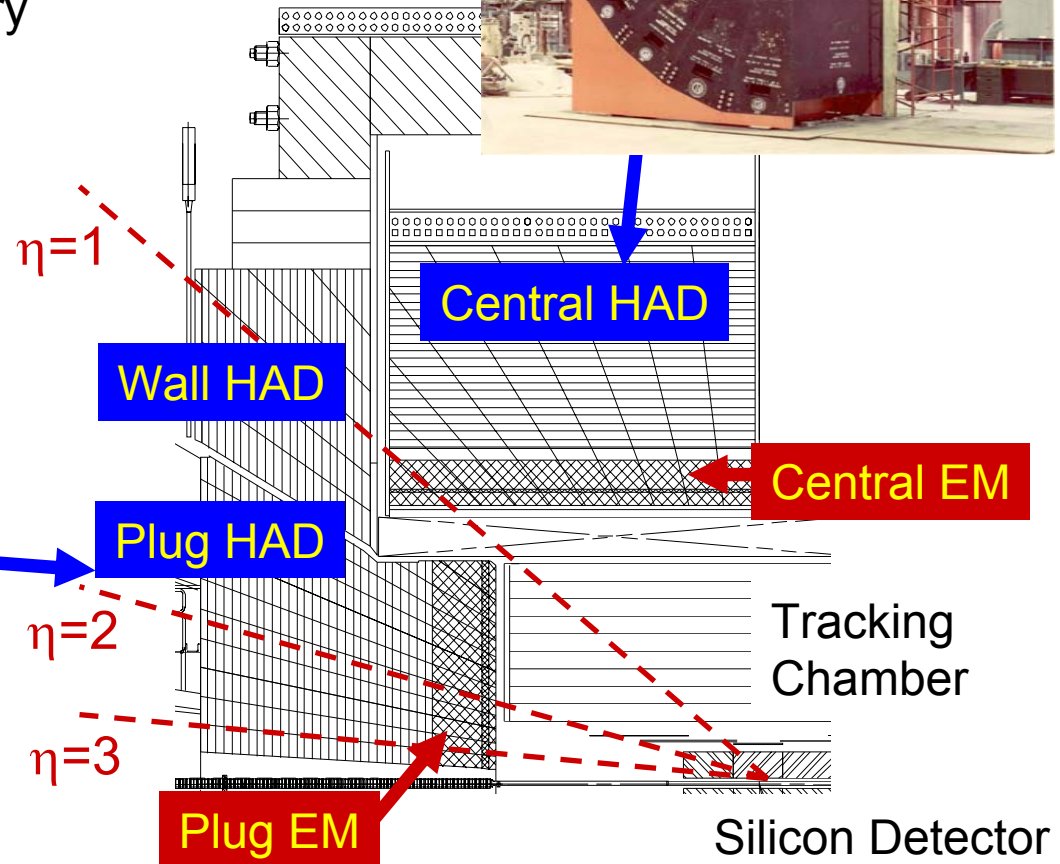 η=1
Central HAD
Wall HAD
Central EM
Plug HAD
η=2
Tracking
Chamber
η=3
Plug EM
Silicon Detector